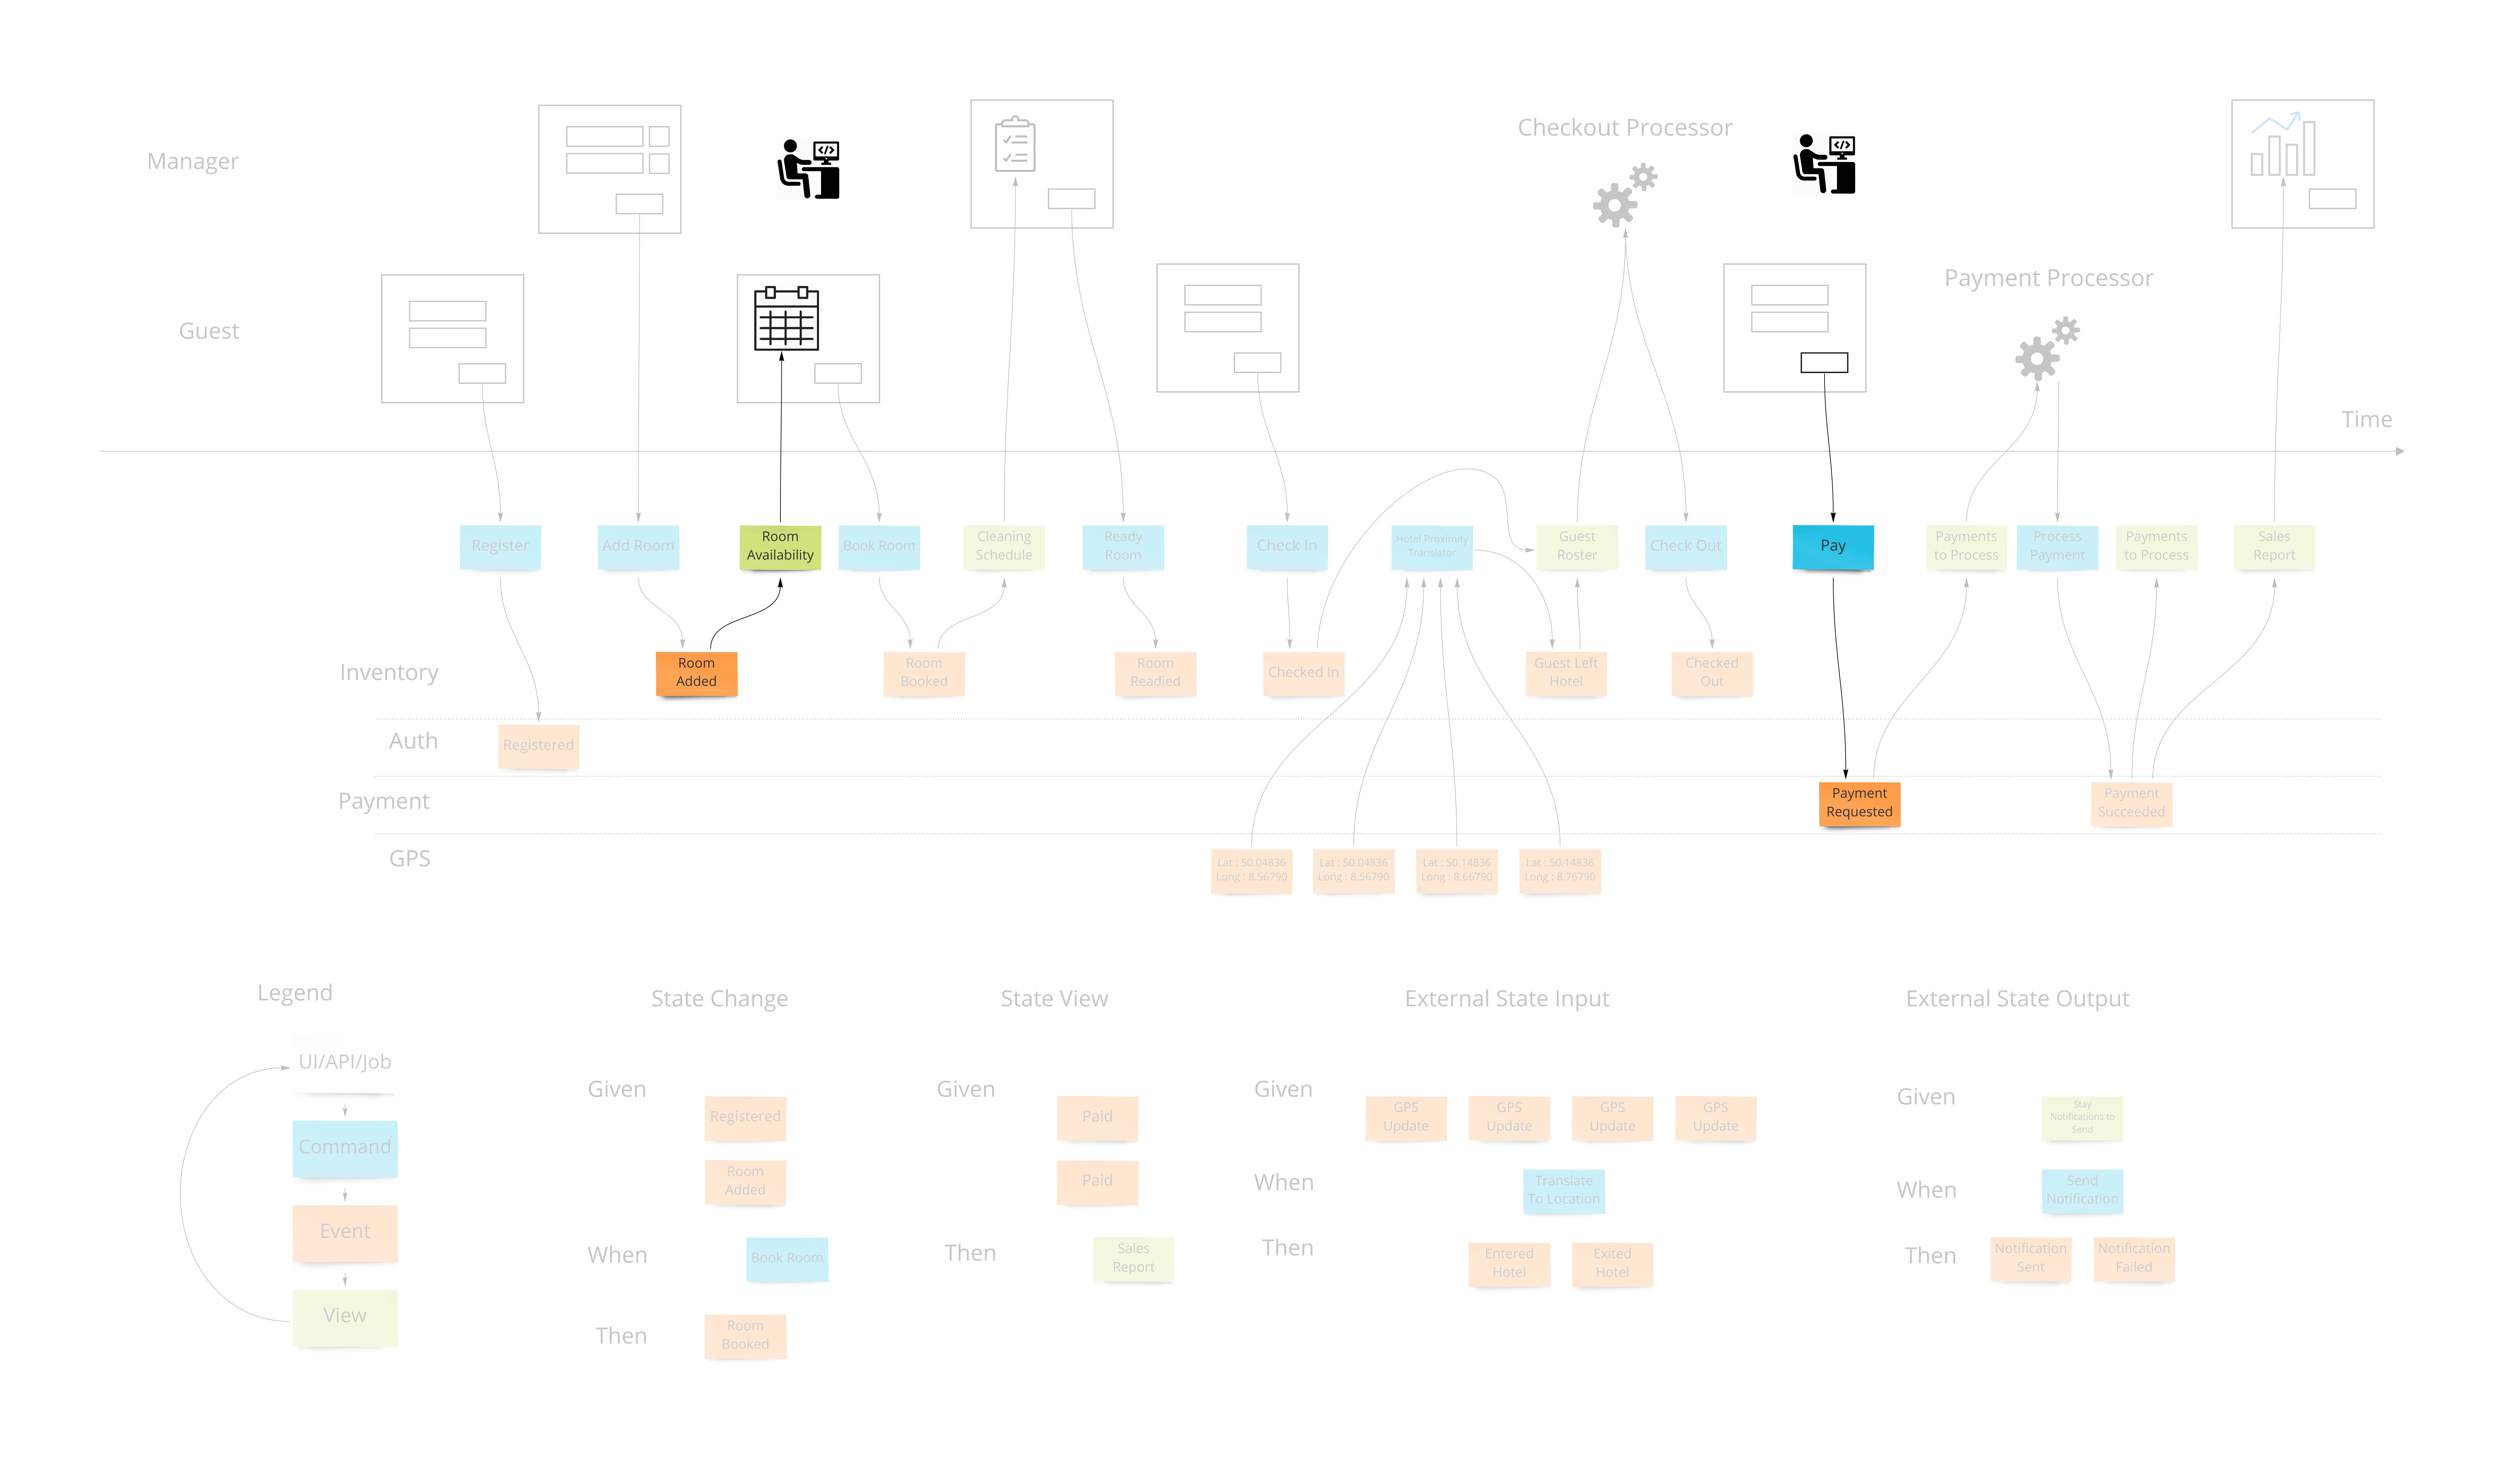 Checkout Processor
Manager
Payment Processor
Guest
Time
Register
Add Room
Room
Availability
Book Room
Cleaning
Schedule
Ready
Room
Check In
Hotel Proximity
Translator
Guest
Roster
Check Out
Pay
Payments
to Process
Process
Payment
Payments
to Process
Sales
Report
Inventory
Room
Added
Room
Booked
Room
Readied
Checked In
Guest Left
Hotel
Checked
Out
Auth
Registered
Payment
Payment
Requested
Payment
Succeeded
GPS
Lat : 50.04836
Long : 8.56790
Lat : 50.04836
Long : 8.56790
Lat : 50.14836
Long : 8.66790
Lat : 50.14836
Long : 8.76790
Legend
UI/API/Job
Command
Event
View
State Change
Given
Registered
Room
Added
When
Book Room
Then
Room
Booked
State View
Given
Paid
Paid
Then
Sales
Report
External State Input
Given
GPS
Update
GPS
Update
GPS
Update
GPS
Update
When
Translate
To Location
Then
Entered
Hotel
Exited
Hotel
External State Output
Given
Stay
Notifications to
Send
When
Send
Notification
Then
Notification
Sent
Notification
Failed